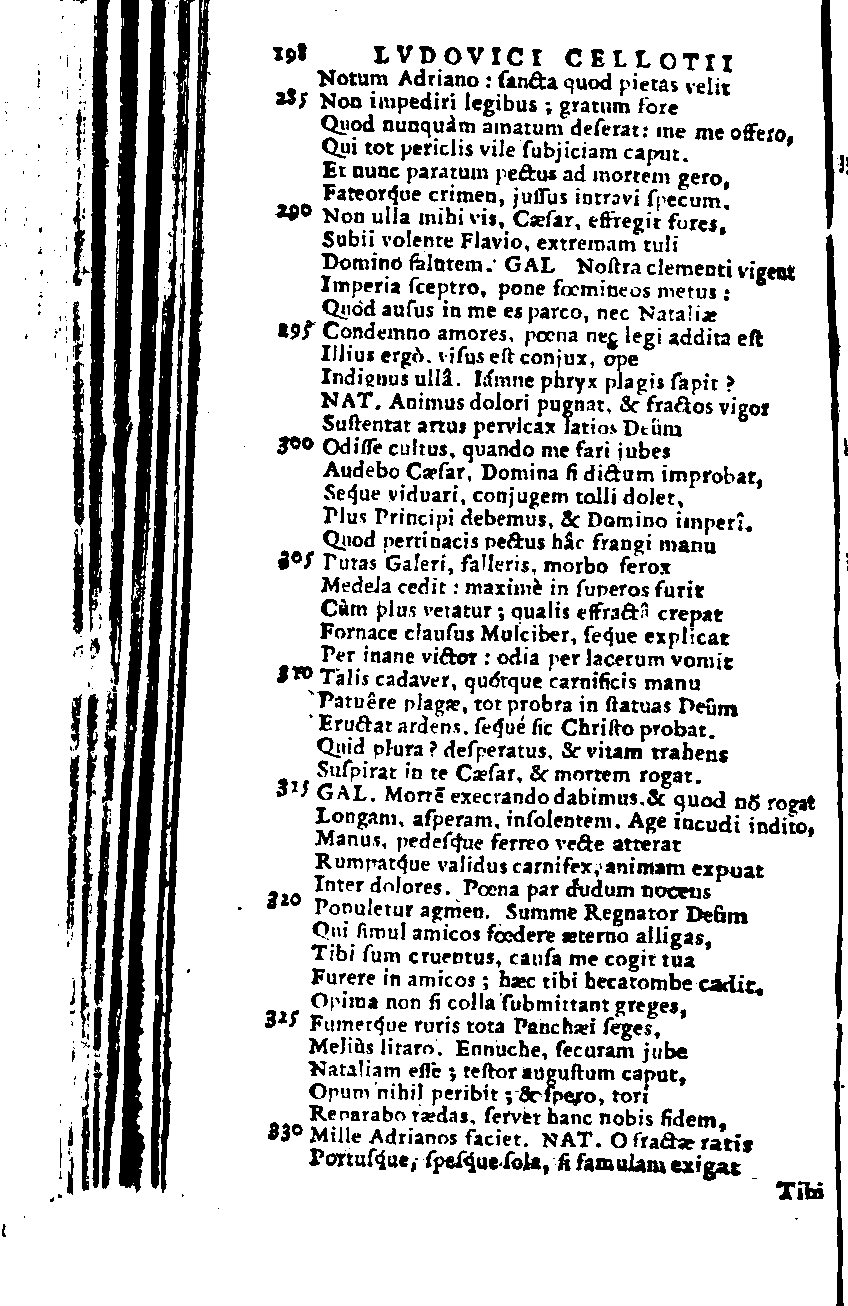 198 LVDOVICI CELLOTII
Notum Adriano : ſancta quod pietas velit
285 Non impediri legibus ; gratum fore
Quod nunquàm amatum deſerat: me me offero,
Qui tot periclis vile ſubjiciam caput.
Et nunc paratum pectus ad mortem gero,
Fateorque crimen, juſſus intravi ſpecum.
290 Non ulla mihi vis, Cæſar, effregit fores,
Subii volente Flavio, extremam tuli
Domino ſalutem. GAL Noſtra clementi vigent
Imperia ſceptro, pone fœmineos metus :
Quòd auſus in me es parco, nec Nataliæ
295 Condemno amores, pœna nec legi addita eſt
Illius ergò. viſus eſt conjux, ope
Indignus ullâ. Iámne phryx plagis ſapit ?
NAT. Animus dolori pugnat, & fractos vigor
Suſtentat artus pervicax latios Deûm
300 Odiſſe cultus, quando me fari jubes
Audebo Cæſar, Domina ſi dictum improbat,
Seque viduari, conjugem tolli dolet,
Plus Principi debemus, & Domino imperî.
Quod pertinacis pectus hâc frangi manu
305 Putas Galeri, falleris, morbo ferox
Medela cedit : maximè in ſuperos furit
Cùm plus vetatur ; qualis effractâ crepat
Fornace clauſus Mulciber, ſeque explicat
Per inane victor : odia per lacerum vomit
310 Talis cadaver, quótque carnificis manu
Patuêre plagæ, tot probra in ſtatuas Deûm
Eructat ardens, ſequé ſic Chriſto probat.
Quid plura ? deſperatus, & vitam trahens
Suſpirat in te Cæſar, & mortem rogat.
315 GAL. Mortē execrando dabimus, & quod nō rogat
Longam, aſperam, inſolentem. Age incudi indito,
Manus, pedeſque ferreo vecte atterat
Rumpatque validus carnifex, animam expuat
Inter dolores. Pœna par dudum nocens
320 Populetur agmen. Summe Regnator Deûm
Qui ſimul amicos fœdere æterno alligas,
Tibi ſum cruentus, cauſa me cogit tua
Furere in amicos ; hæc tibi hecatombe cadit.
Opima non ſi colla ſubmittant greges,
325 Fumetque ruris tota Panchæi ſeges,
Meliùs litaro. Ennuche, ſecuram jube
Nataliam eſſe ; teſtor auguſtum caput,
Opum nihil peribit ; & ſpero, tori
Reparabo tædas, ſervet hanc nobis fidem,
330 Mille Adrianos faciet. NAT. O fractæ ratis
Portuſque, ſpeſque ſola, ſi famulam exigat
Tibi